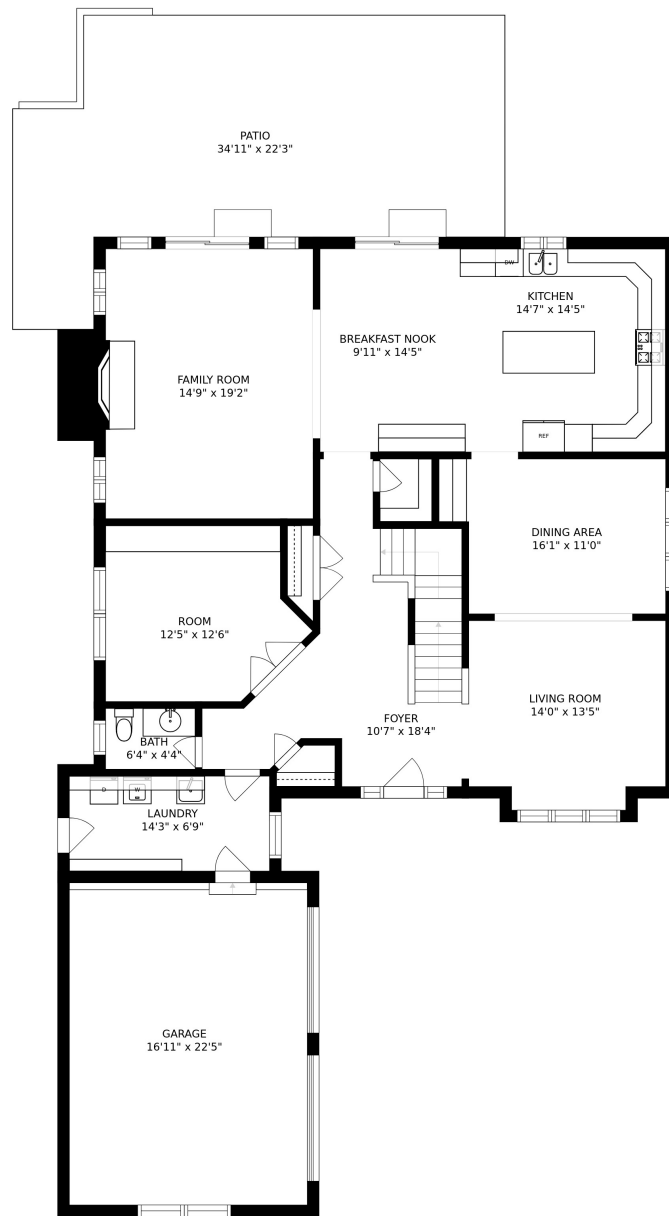 PATIO
34'11" x 22'3"
DW
KITCHEN
14'7" x 14'5"
BREAKFAST NOOK
9'11" x 14'5"
FAMILY ROOM
14'9" x 19'2"
REF
DINING AREA
16'1" x 11'0"
ROOM
12'5" x 12'6"
LIVING ROOM
14'0" x 13'5"
FOYER
10'7" x 18'4"
BATH
6'4" x 4'4"
D
W
LAUNDRY
14'3" x 6'9"
GARAGE
16'11" x 22'5"